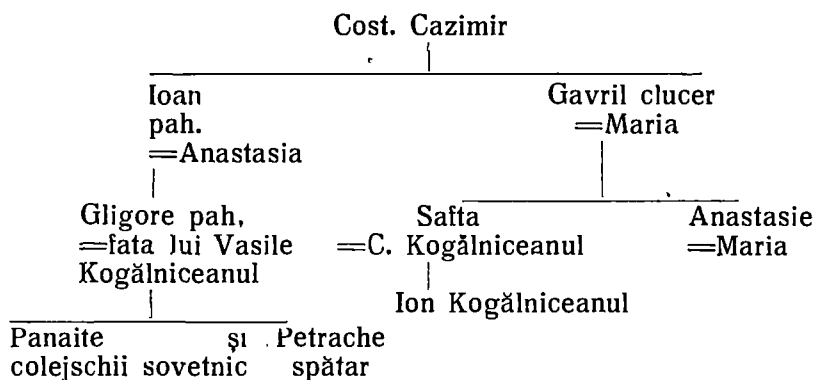 Cost. Cazimir
Ioan Gavril clucer
pah. =Maria
=Anastasia
Gligore pah, Safta Anastasie
=fata lui Vasile =C. Kogălniceanul =Maria
Kogălniceanul
Ion Kogălniceanul
Panaite și Petrache
colejschii sovetnic spătar